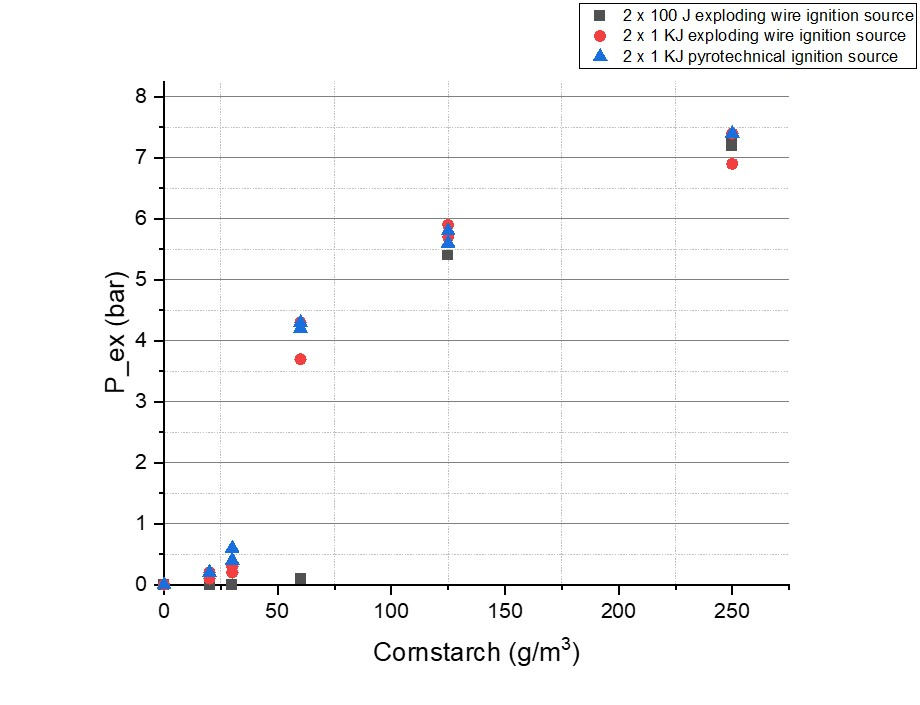 2 x 100 J exploding wire ignition source
2 x 1 KJ exploding wire ignition source
2 x 1 KJ pyrotechnical ignition source
8
7
6
5
4
3
2
1
0
P_ex (bar)
0 50 100 150 200 250
Cornstarch (g/m³)